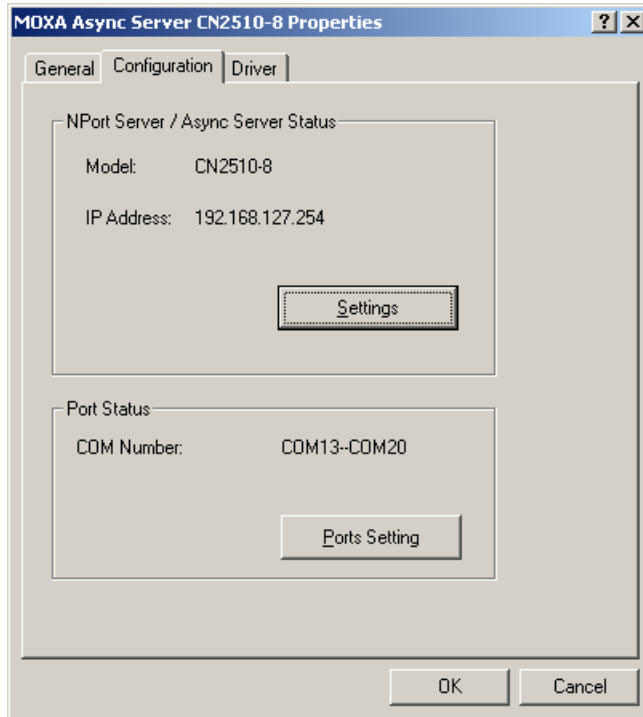 MOXA Async Server CN2510-8 Properties
General Configuration Driver
NPort Server / Async Server Status
Model: CN2510-8
IP Address: 192.168.127.254
Settings
Port Status
COM Number: COM13--COM20
Ports Setting
OK Cancel